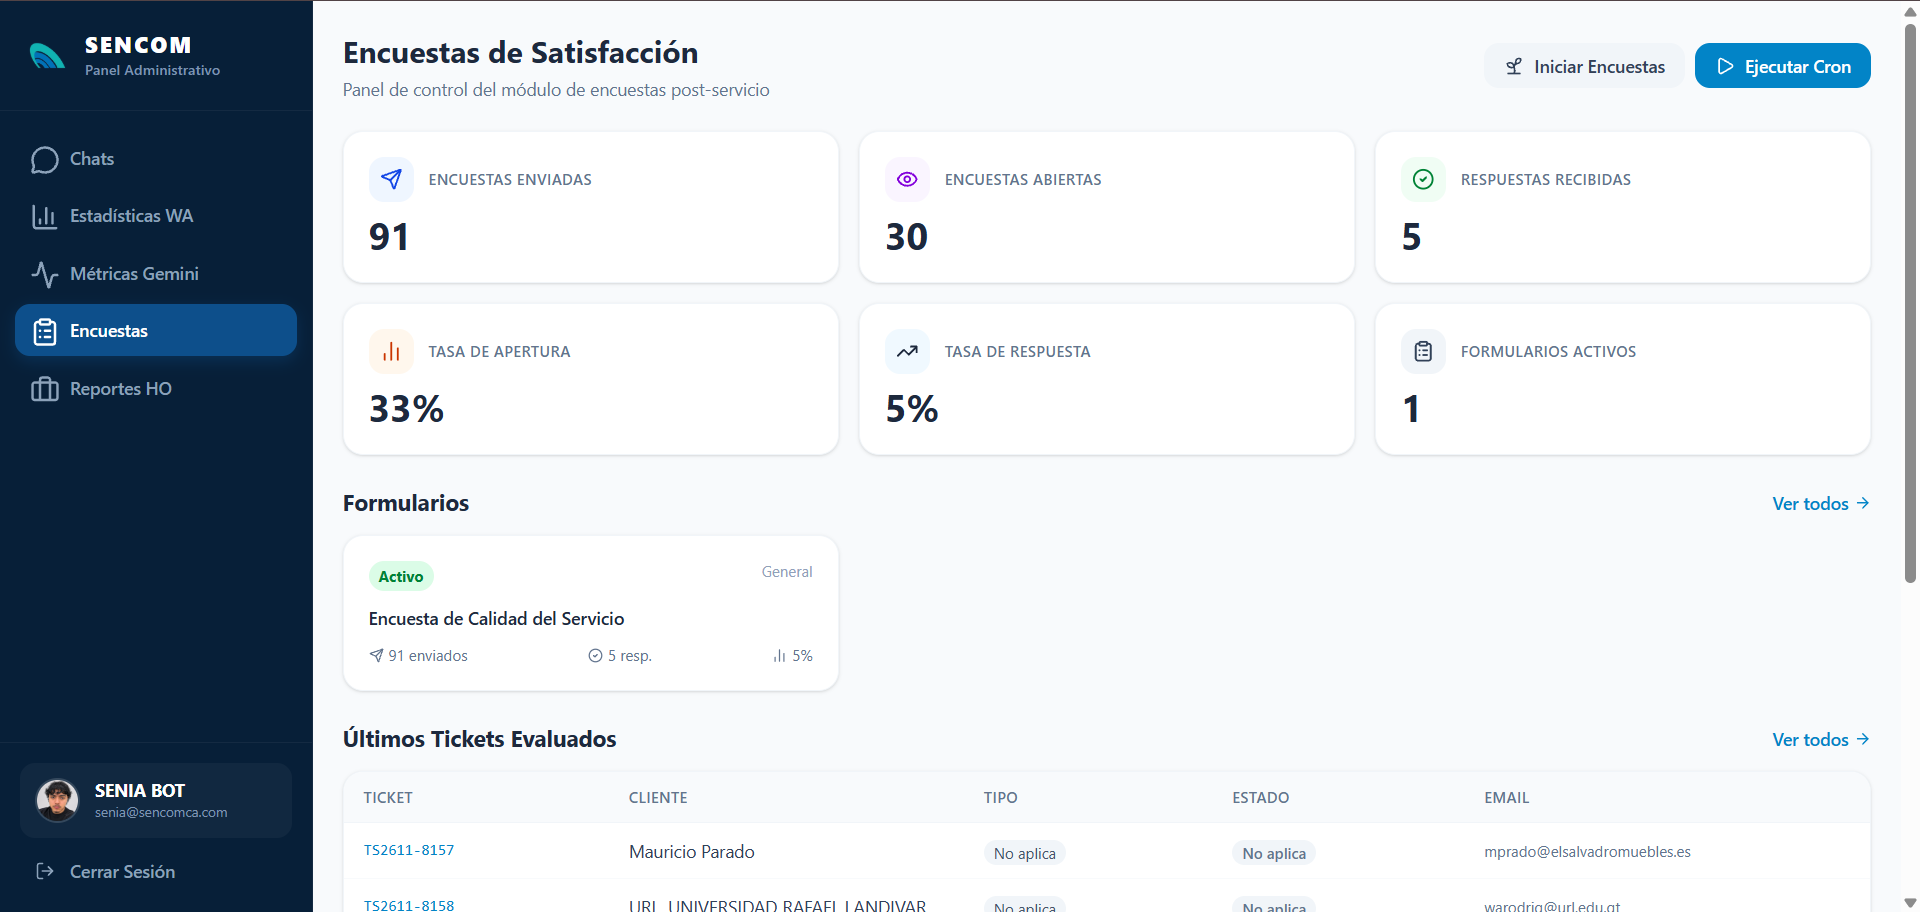 SENCOM
Panel Administrativo
Chats
Estadísticas WA
Métricas Gemini
Encuestas
Reportes HO
SENIA BOT
senia@sencomca.com
Cerrar Sesión
Encuestas de Satisfacción
Panel de control del módulo de encuestas post-servicio
Iniciar Encuestas
Ejecutar Cron
ENCUESTAS ENVIADAS
91
ENCUESTAS ABIERTAS
30
RESPUESTAS RECIBIDAS
5
TASA DE APERTURA
33%
TASA DE RESPUESTA
5%
FORMULARIOS ACTIVOS
1
Formularios
Ver todos
Activo
General
Encuesta de Calidad del Servicio
91 enviados
5 resp.
5%
Últimos Tickets Evaluados
Ver todos
TICKET CLIENTE TIPO ESTADO EMAIL
TS2611-8157 Mauricio Parado No aplica No aplica mprado@elsalvadromuebles.es
TS2611-8158 URL, UNIVERSIDAD RAFAEL LANDIVAR No aplica No aplica warodrig@url.edu.gt